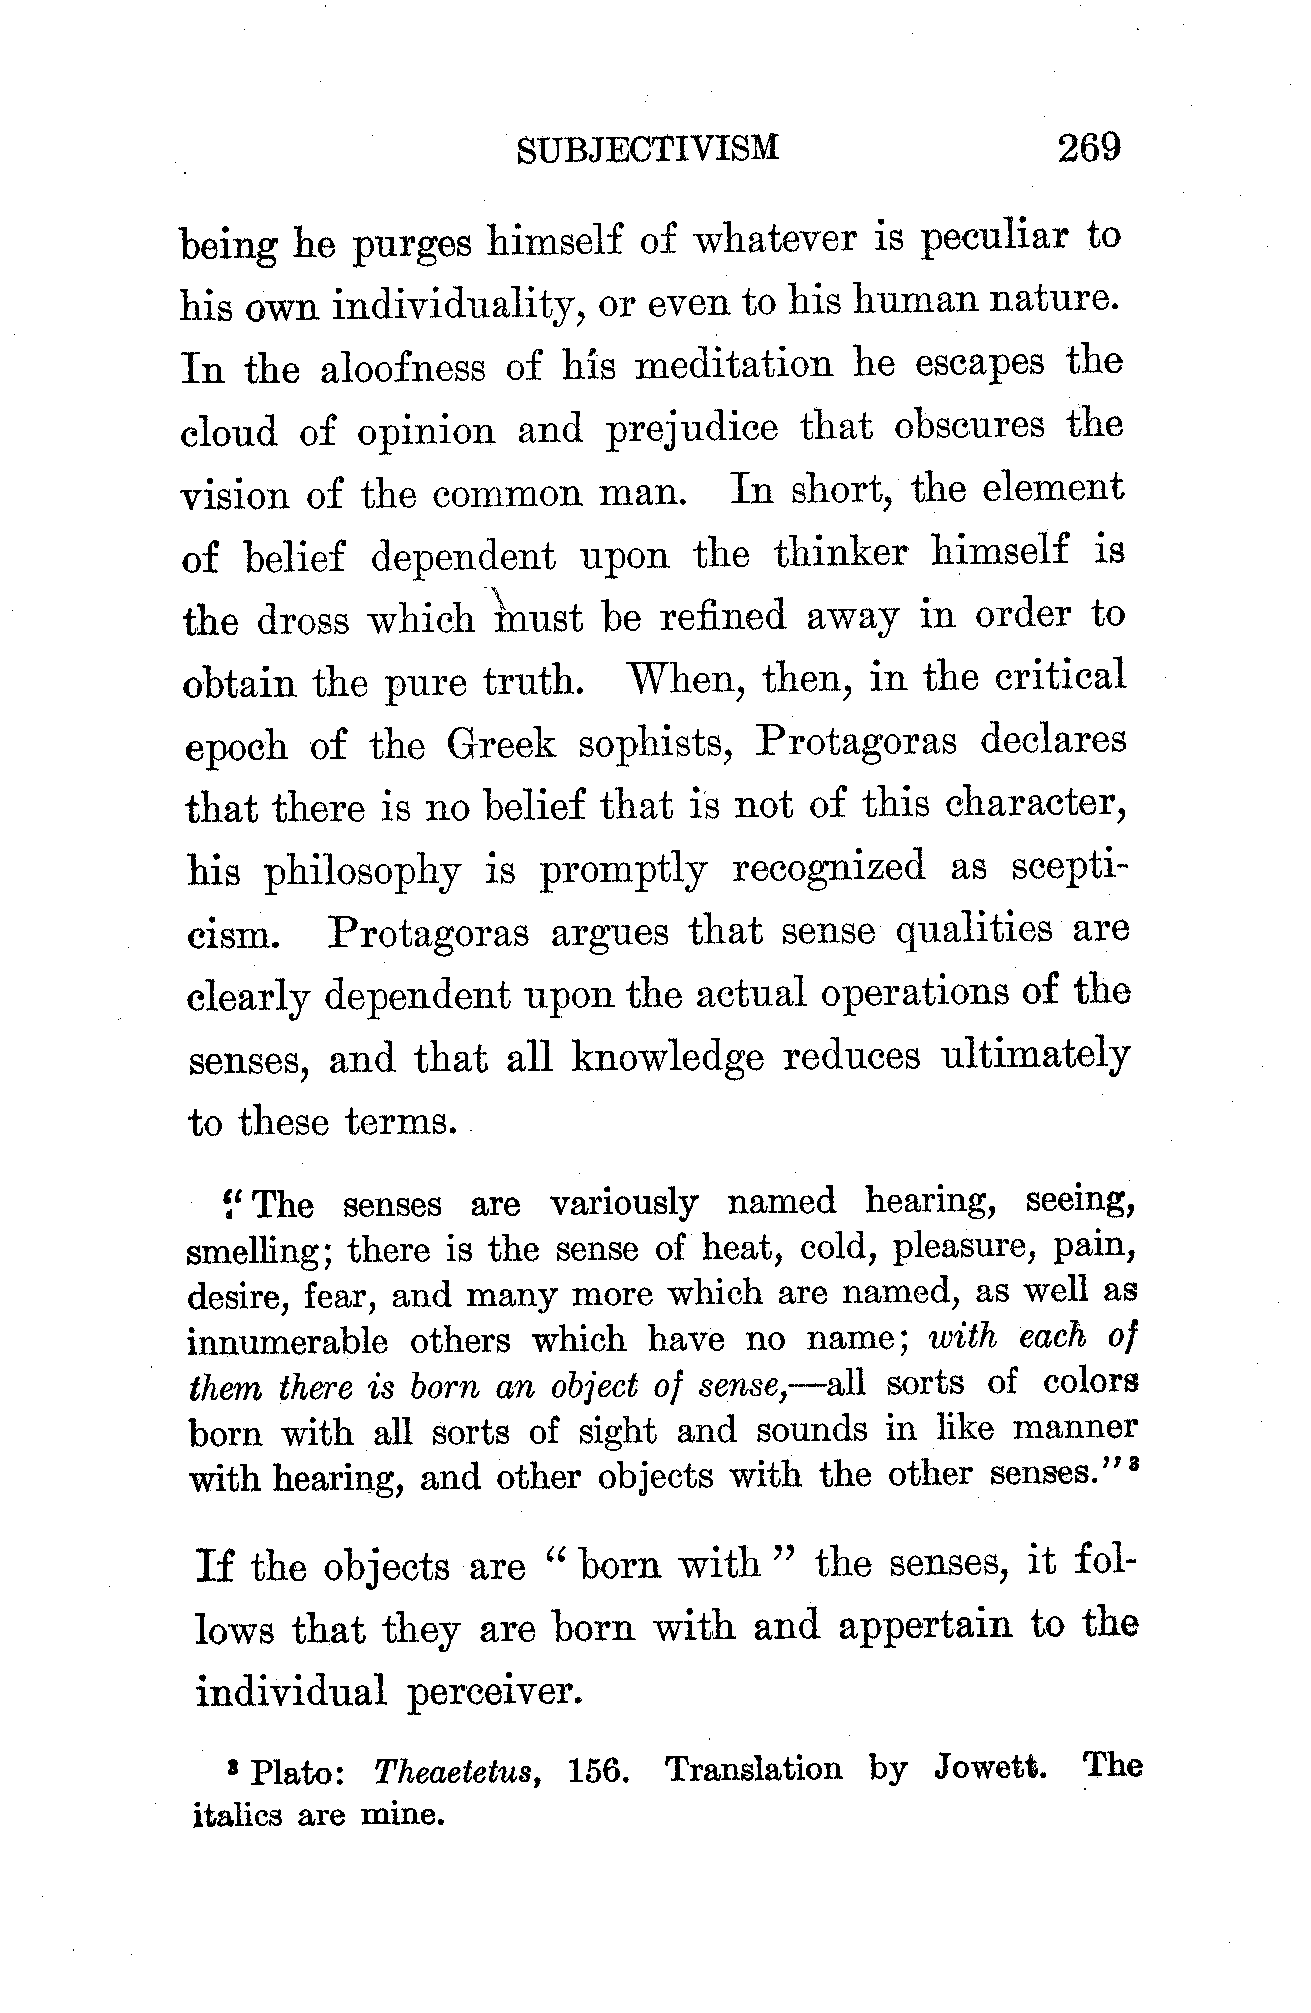 SUBJECTIVISM 269
being he purges himself of whatever is peculiar to
his own individuality, or even to his human nature.
In the aloofness of his meditation he escapes the
cloud of opinion and prejudice that obscures the
vision of the common man. In short, the element
of belief dependent upon the thinker himself is
the dross which must be refined away in order to
obtain the pure truth. When, then, in the critical
epoch of the Greek sophists, Protagoras declares
that there is no belief that is not of this character,
his philosophy is promptly recognized as scepti-
cism. Protagoras argues that sense qualities are
clearly dependent upon the actual operations of the
senses, and that all knowledge reduces ultimately
to these terms.
“The senses are variously named hearing, seeing,
smelling; there is the sense of heat, cold, pleasure, pain,
desire, fear, and many more which are named, as well as
innumerable others which have no name; with each of
them there is born an object of sense,—all sorts of colors
born with all sorts of sight and sounds in like manner
with hearing, and other objects with the other senses.”³
If the objects are “born with” the senses, it fol-
lows that they are born with and appertain to the
individual perceiver.
³ Plato: Theaetetus, 156. Translation by Jowett. The
italics are mine.